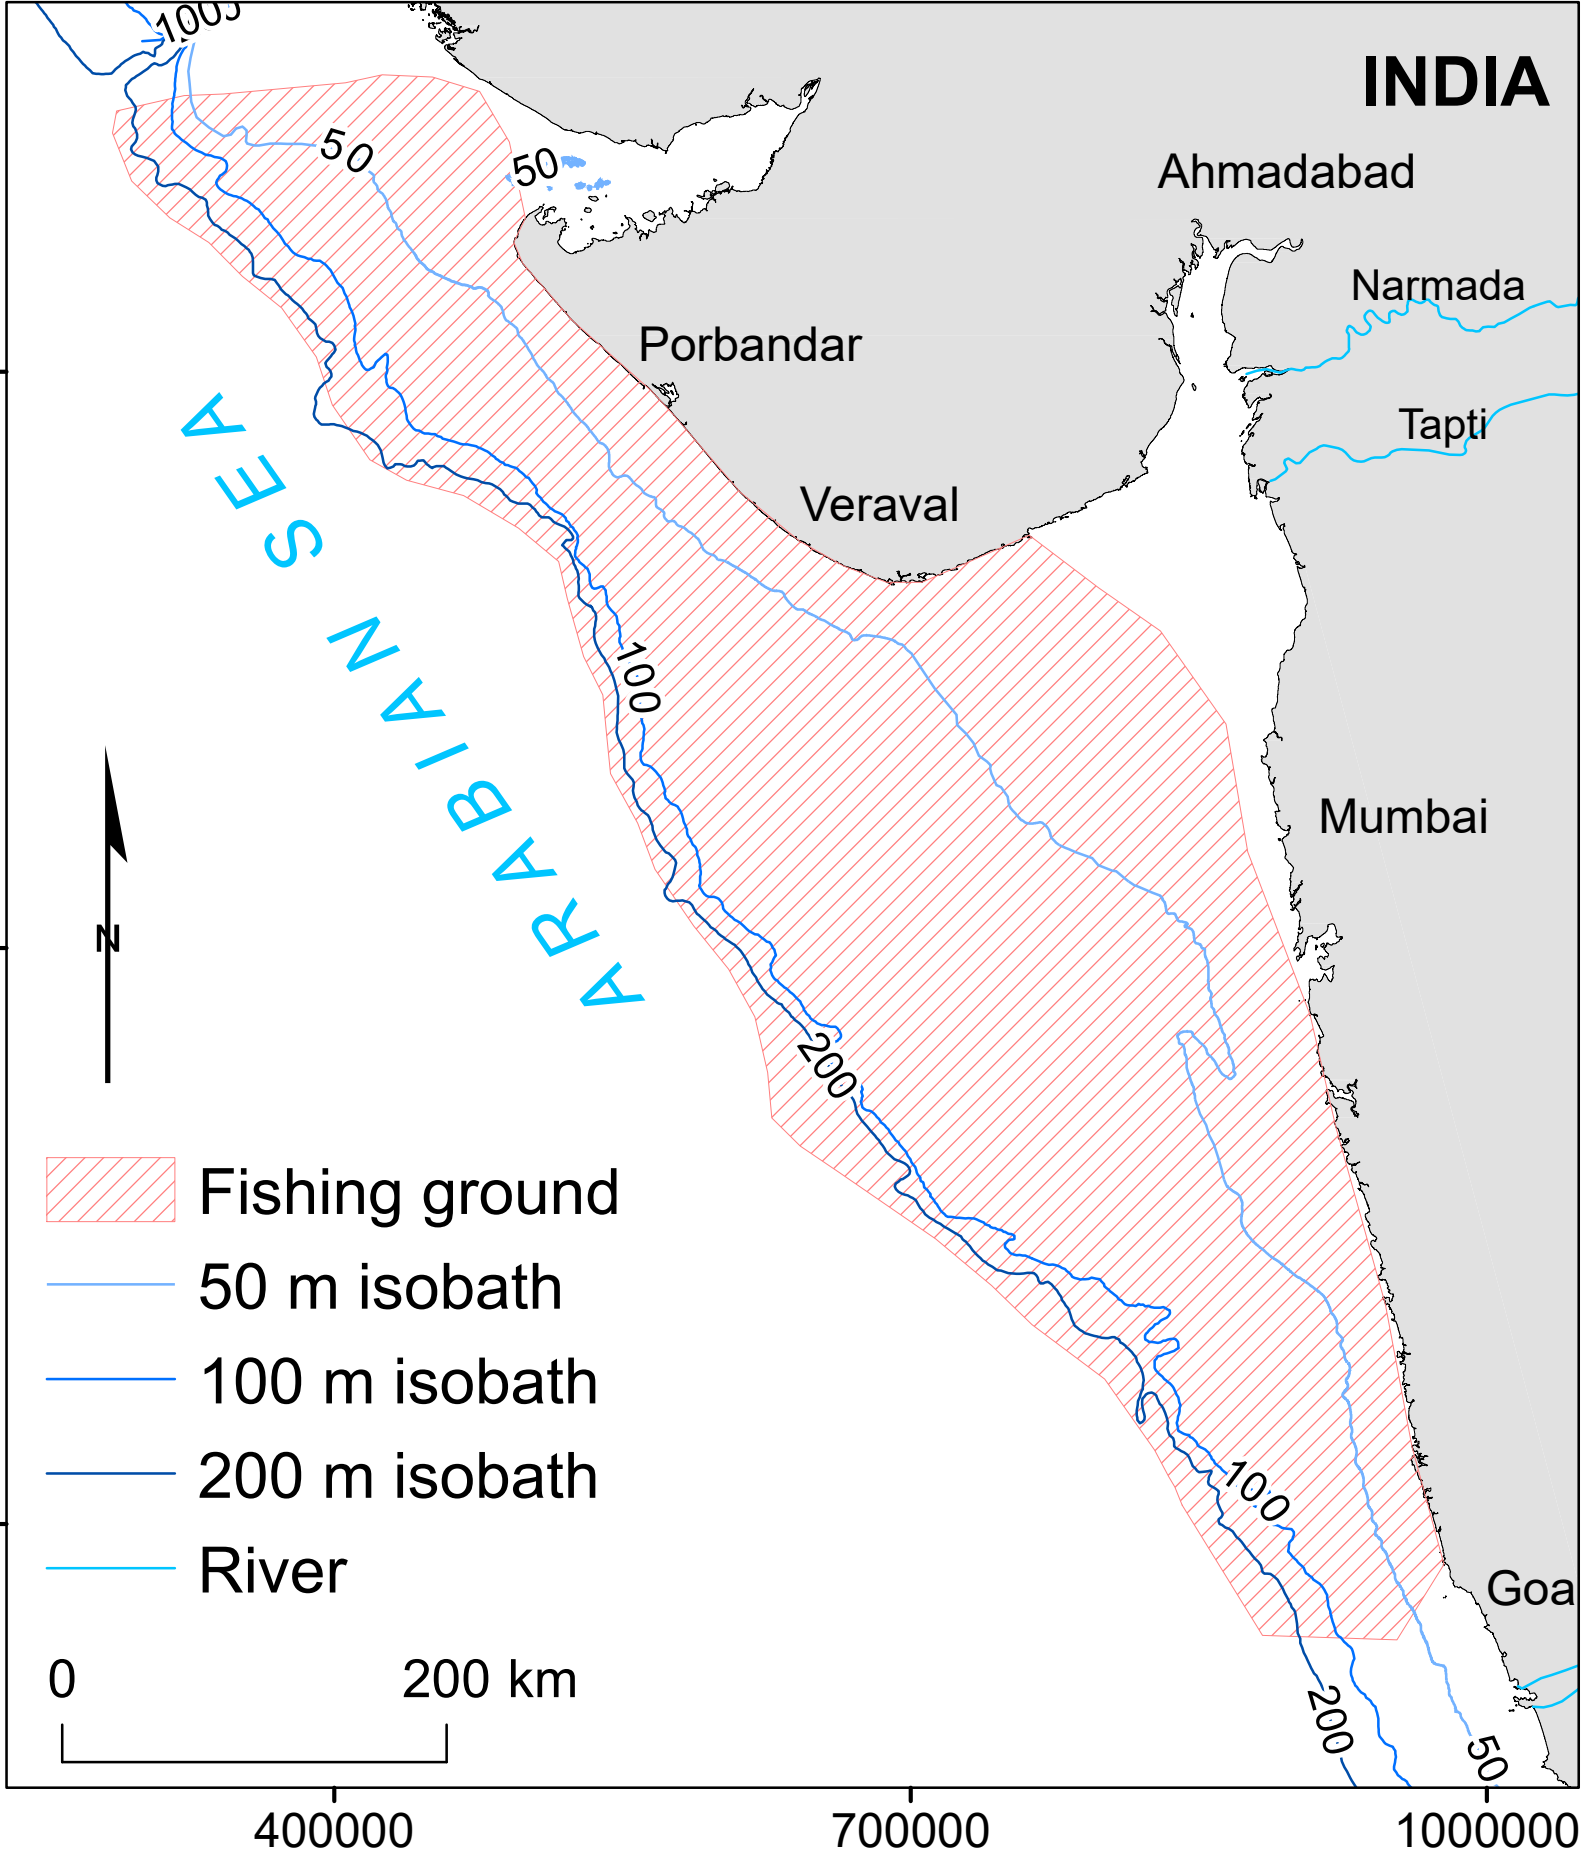 INDIA
50
50
Ahmadabad
Narmada
Porbandar
Tapti
Veraval
ARABIAN SEA
100
Mumbai
N
200
Fishing ground
50 m isobath
100 m isobath
200 m isobath
River
100
Goa
0
200 km
200
50
400000
700000
1000000